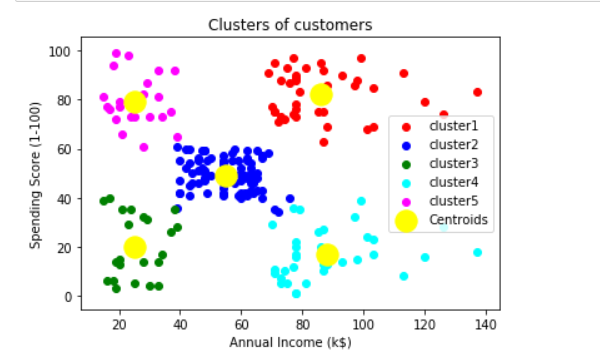 Clusters of customers
Spending Score (1-100)
100
80
60
40
20
0
cluster1
cluster2
cluster3
cluster4
cluster5
Centroids
20 40 60 80 100 120 140
Annual Income (k$)